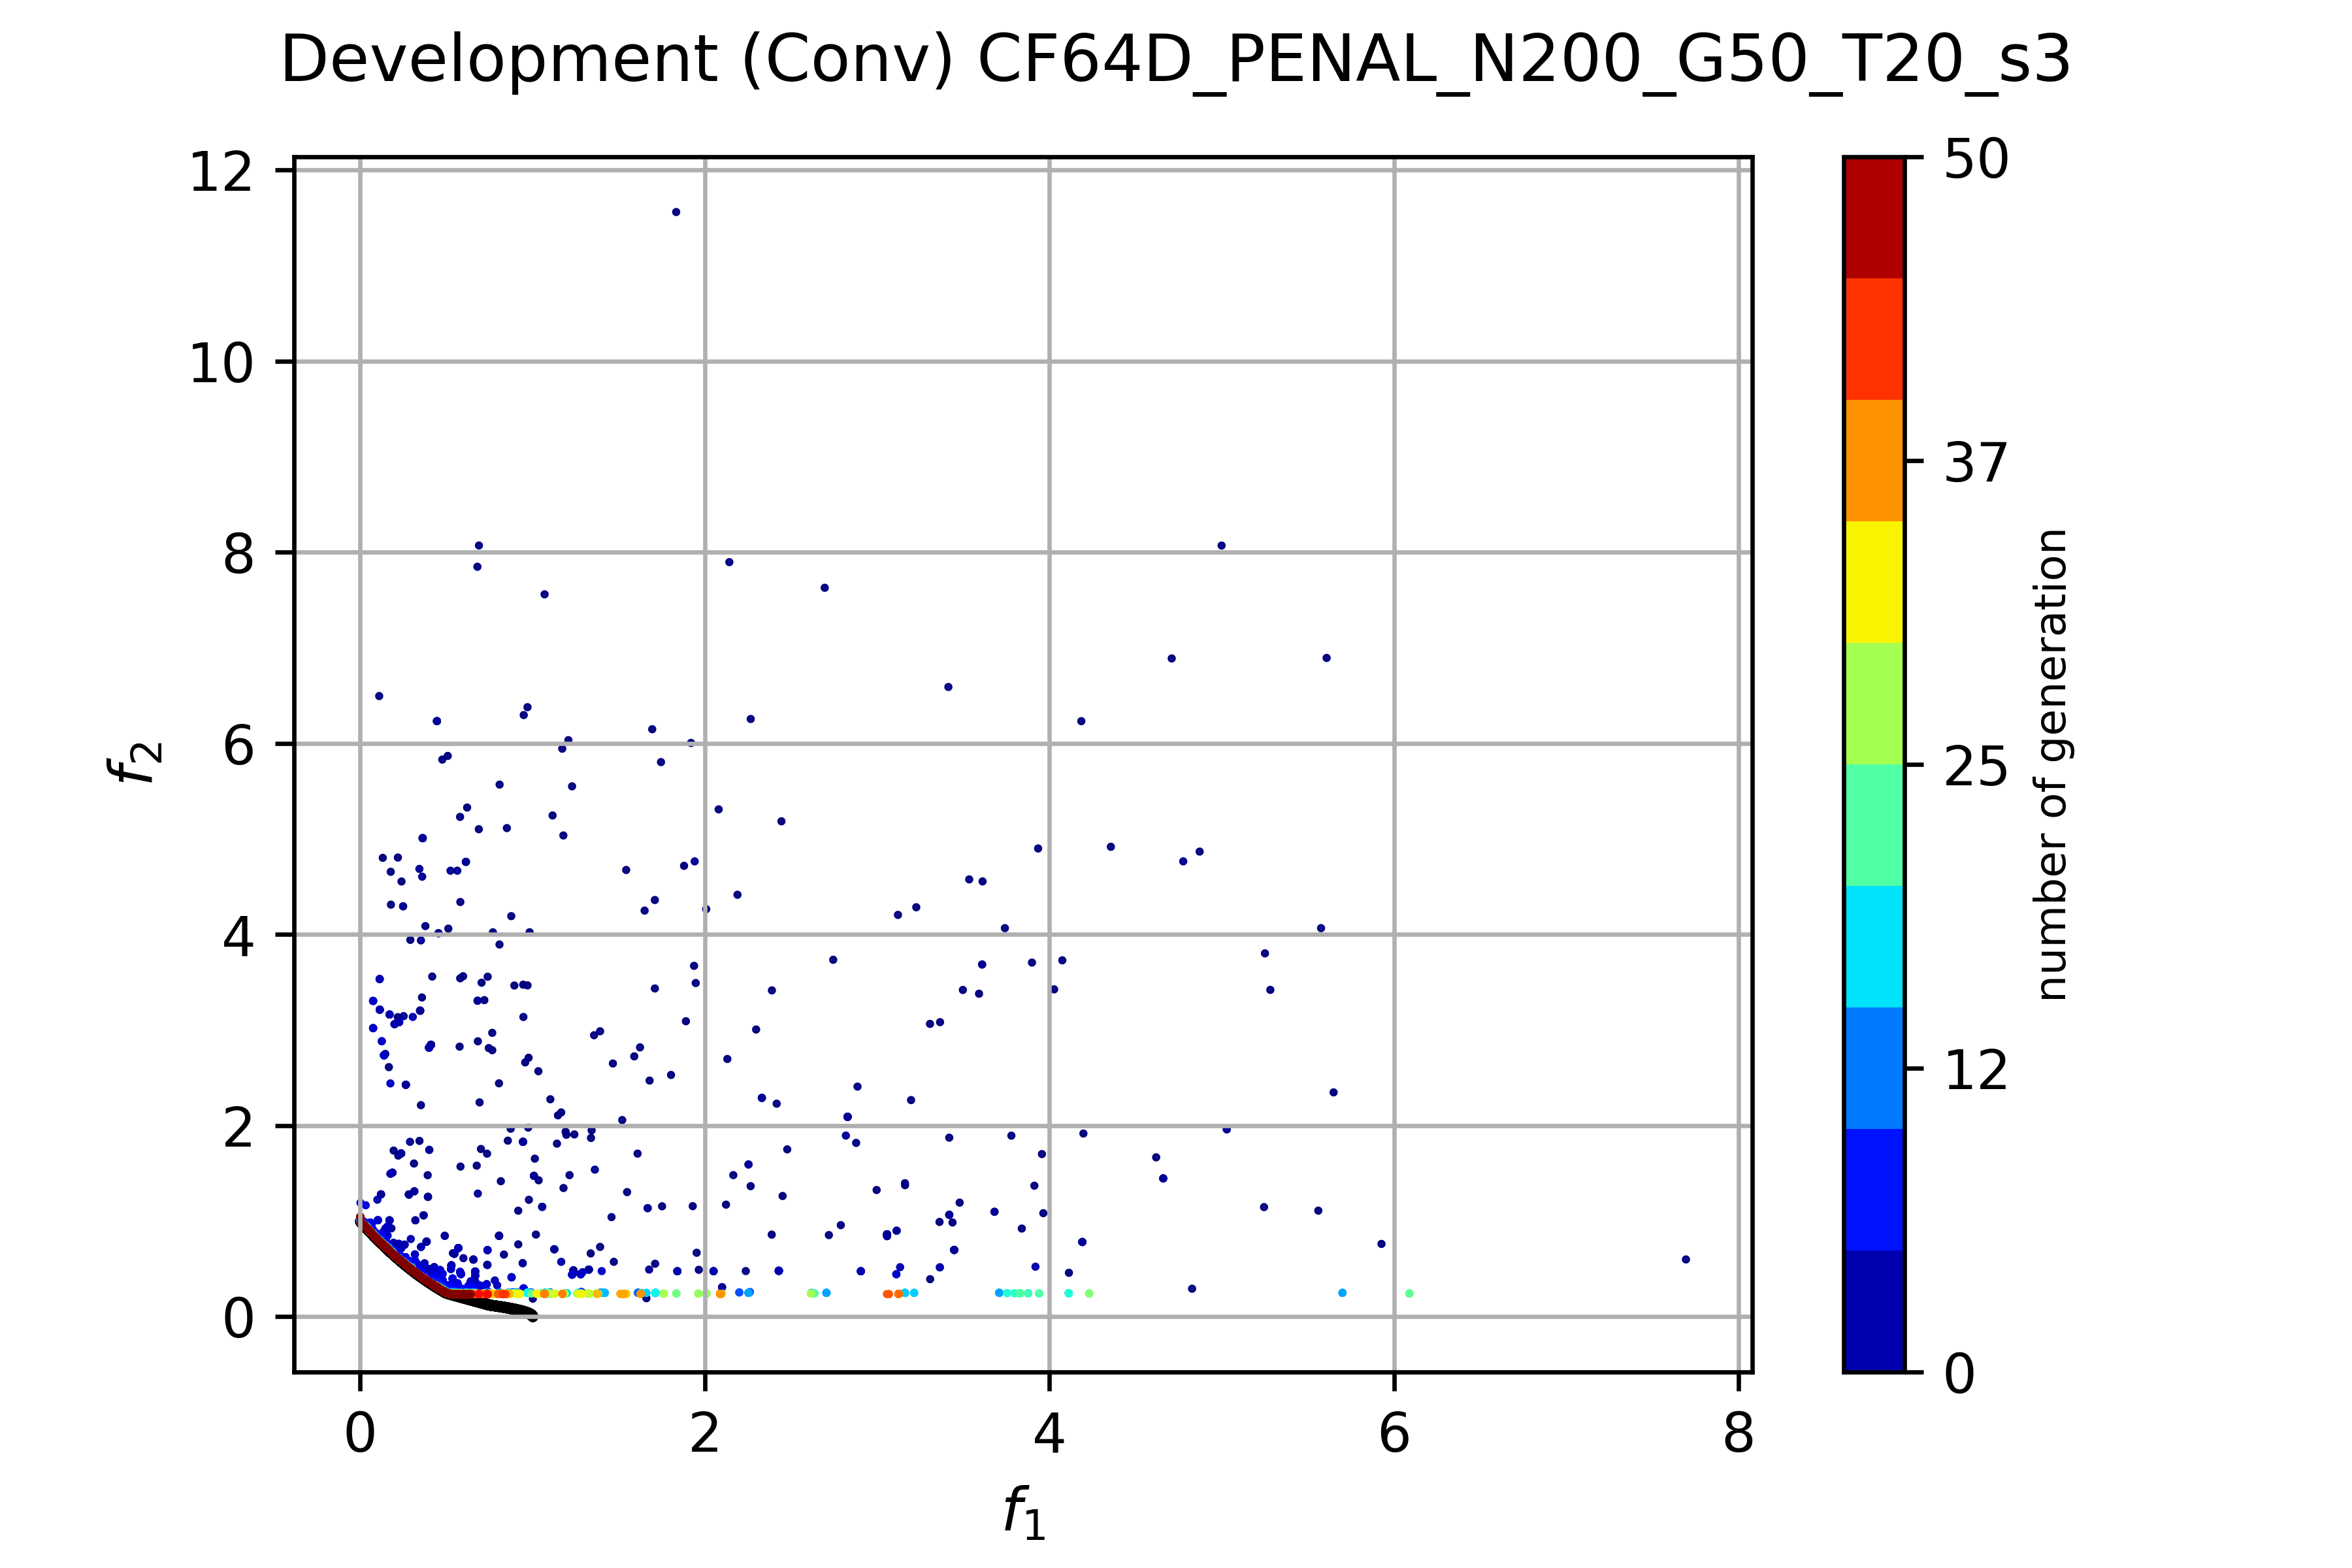 Development (Conv) CF64D_PENAL_N200_G50_T20_s3
12
10
8
6
4
2
0
f2
0 2 4 6 8
f1
50
37
25
12
0
number of generation